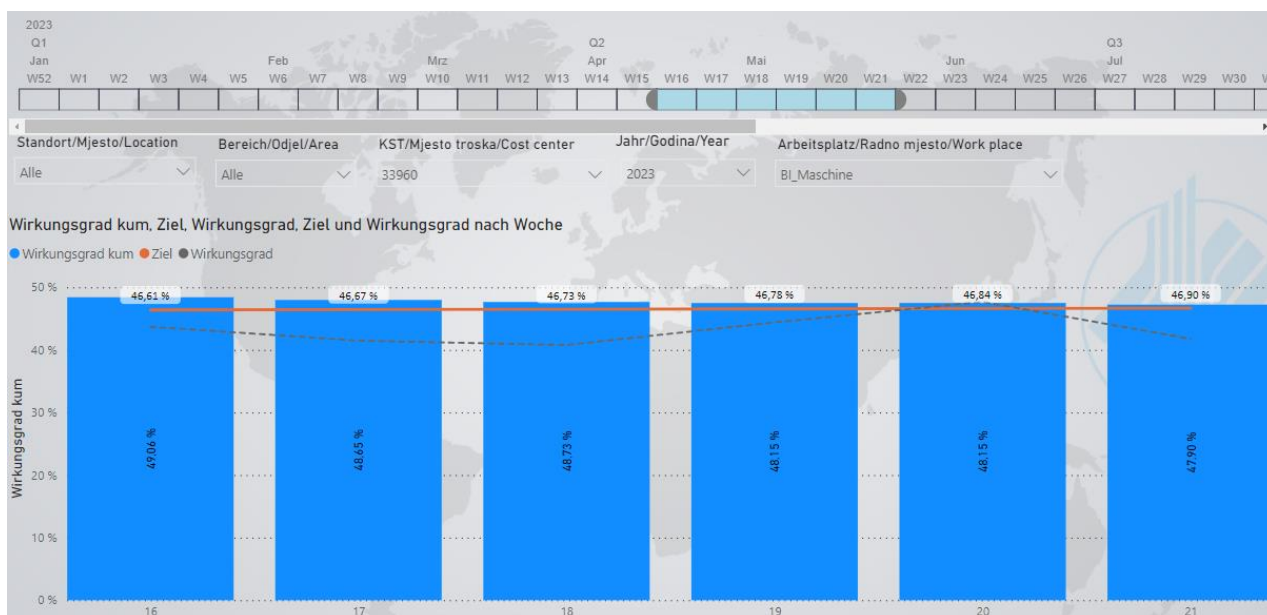 2023
Q1 Q2 Q3
Jan Feb Mrz Apr Mai Jun Jul
W52 W1 W2 W3 W4 W5 W6 W7 W8 W9 W10 W11 W12 W13 W14 W15 W16 W17 W18 W19 W20 W21 W22 W23 W24 W25 W26 W27 W28 W29 W30
Standort/Mjesto/Location Bereich/Odjel/Area KST/Mjesto troska/Cost center Jahr/Godina/Year Arbeitsplatz/Radno mjesto/Work place
Alle Alle 33960 2023 BI_Maschine
Wirkungsgrad kum, Ziel, Wirkungsgrad, Ziel und Wirkungsgrad nach Woche
Wirkungsgrad kum Ziel Wirkungsgrad
50 %
46,61 % 46,67 % 46,73 % 46,78 % 46,84 % 46,90 %
40 %
30 %
Wirkungsgrad kum
49.06 % 48.65 % 48.73 % 48.15 % 48.15 % 47.90 %
20 %
10 %
0 %
16 17 18 19 20 21